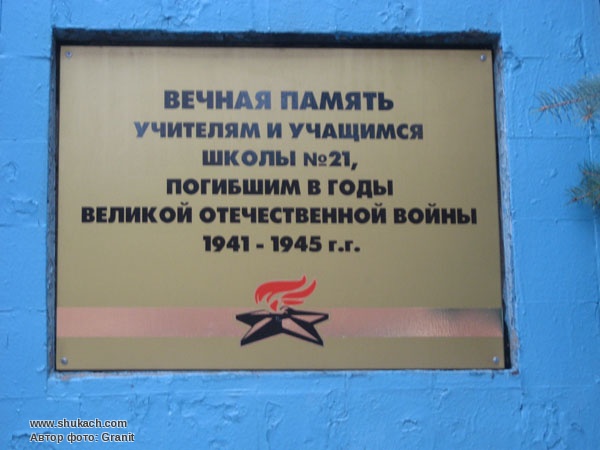 ВЕЧНАЯ ПАМЯТЬ
УЧИТЕЛЯМ И УЧАЩИМСЯ
ШКОЛЫ №21,
ПОГИБШИМ В ГОДЫ
ВЕЛИКОЙ ОТЕЧЕСТВЕННОЙ ВОЙНЫ
1941 - 1945 г.г.
www.shukach.com
Автор фото: Granit